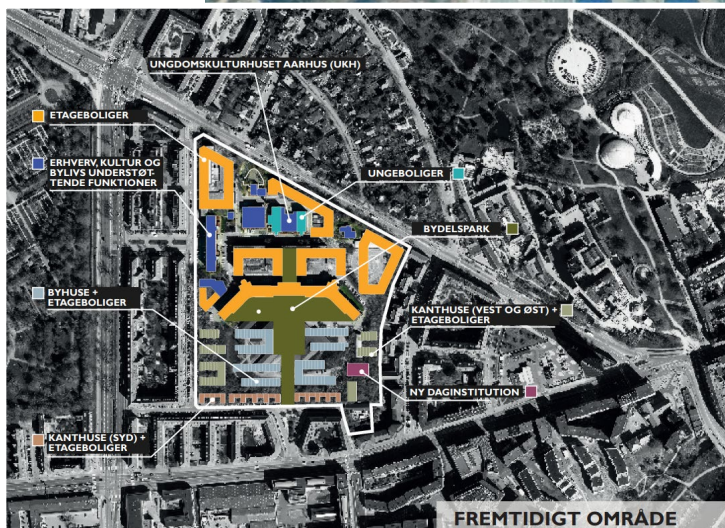 UNGDOMSKULTURHUSET AARHUS (UKH)
ETAGEBOLIGER
ERHVERV, KULTUR OG
BYLIVS UNDERSTØT-
TENDE FUNKTIONER
UNGEBOLIGER
BYDELSPARK
BYHUSE +
ETAGEBOLIGER
KANTHUSE (VEST OG ØST) +
ETAGEBOLIGER
NY DAGINSTITUTION
KANTHUSE (SYD) +
ETAGEBOLIGER
FREMTIDIGT OMRÅDE